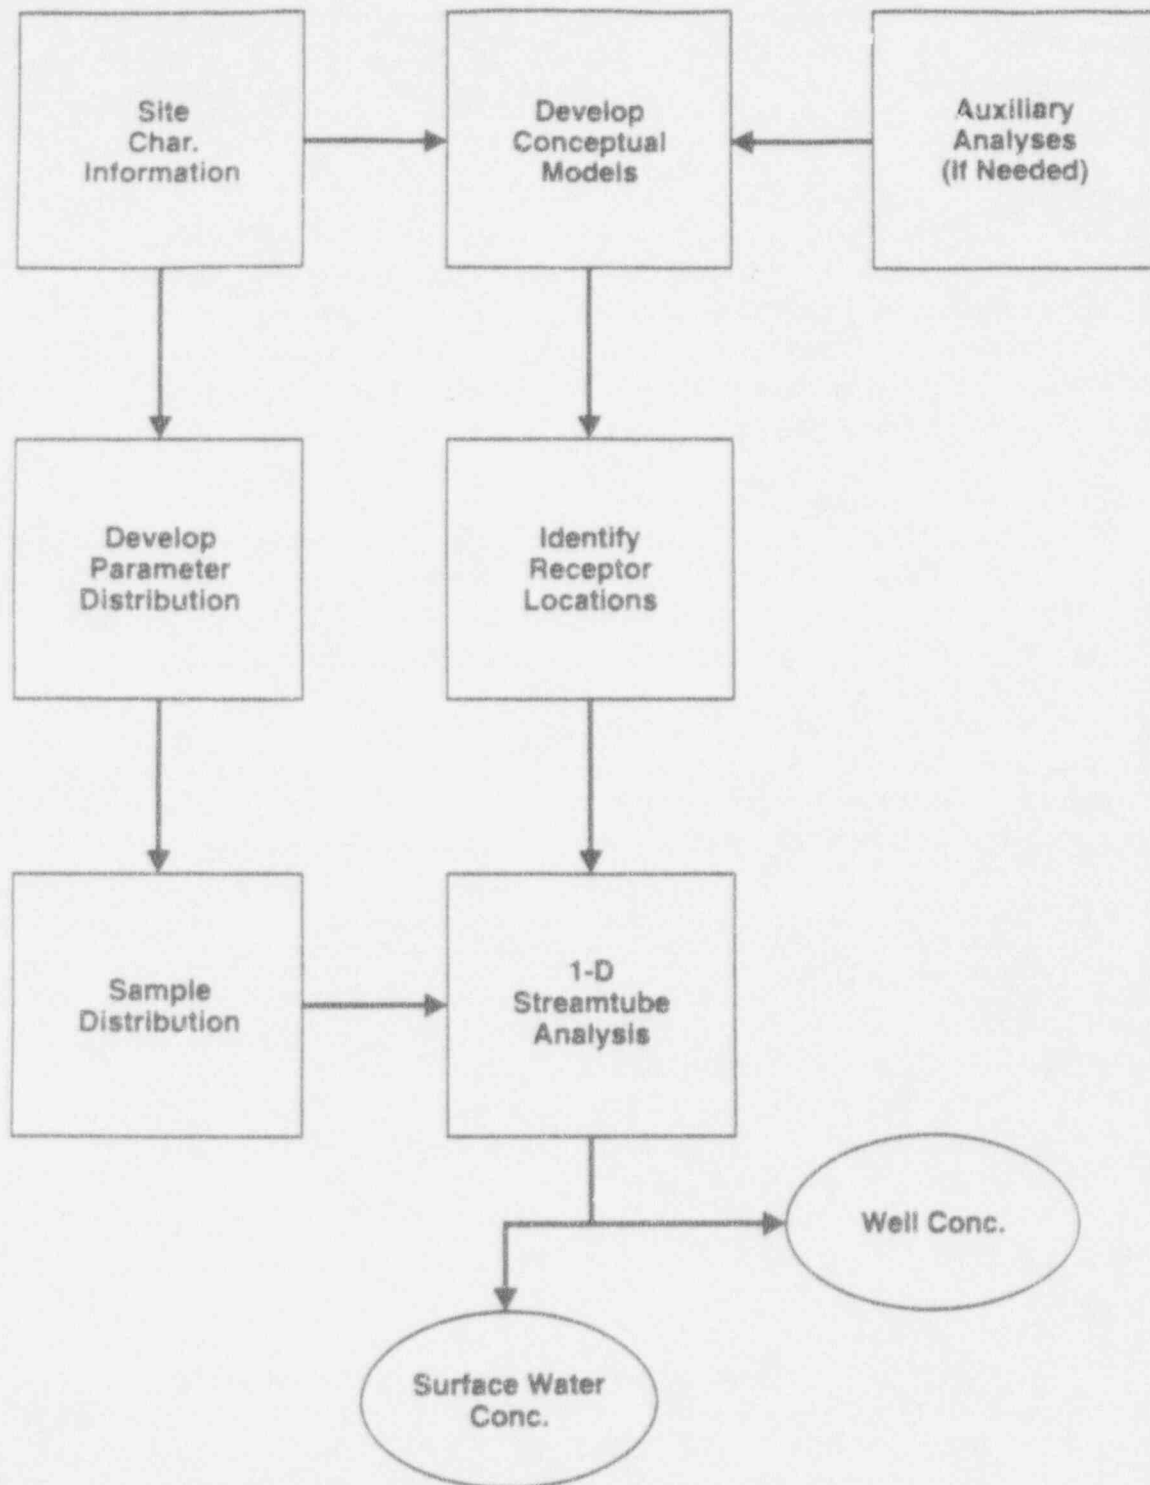 Site
Char.
Information
Develop
Conceptual
Models
Auxiliary
Analyses
(If Needed)
Develop
Parameter
Distribution
Identify
Receptor
Locations
Sample
Distribution
1-D
Streamtube
Analysis
Well Conc.
Surface Water
Conc.